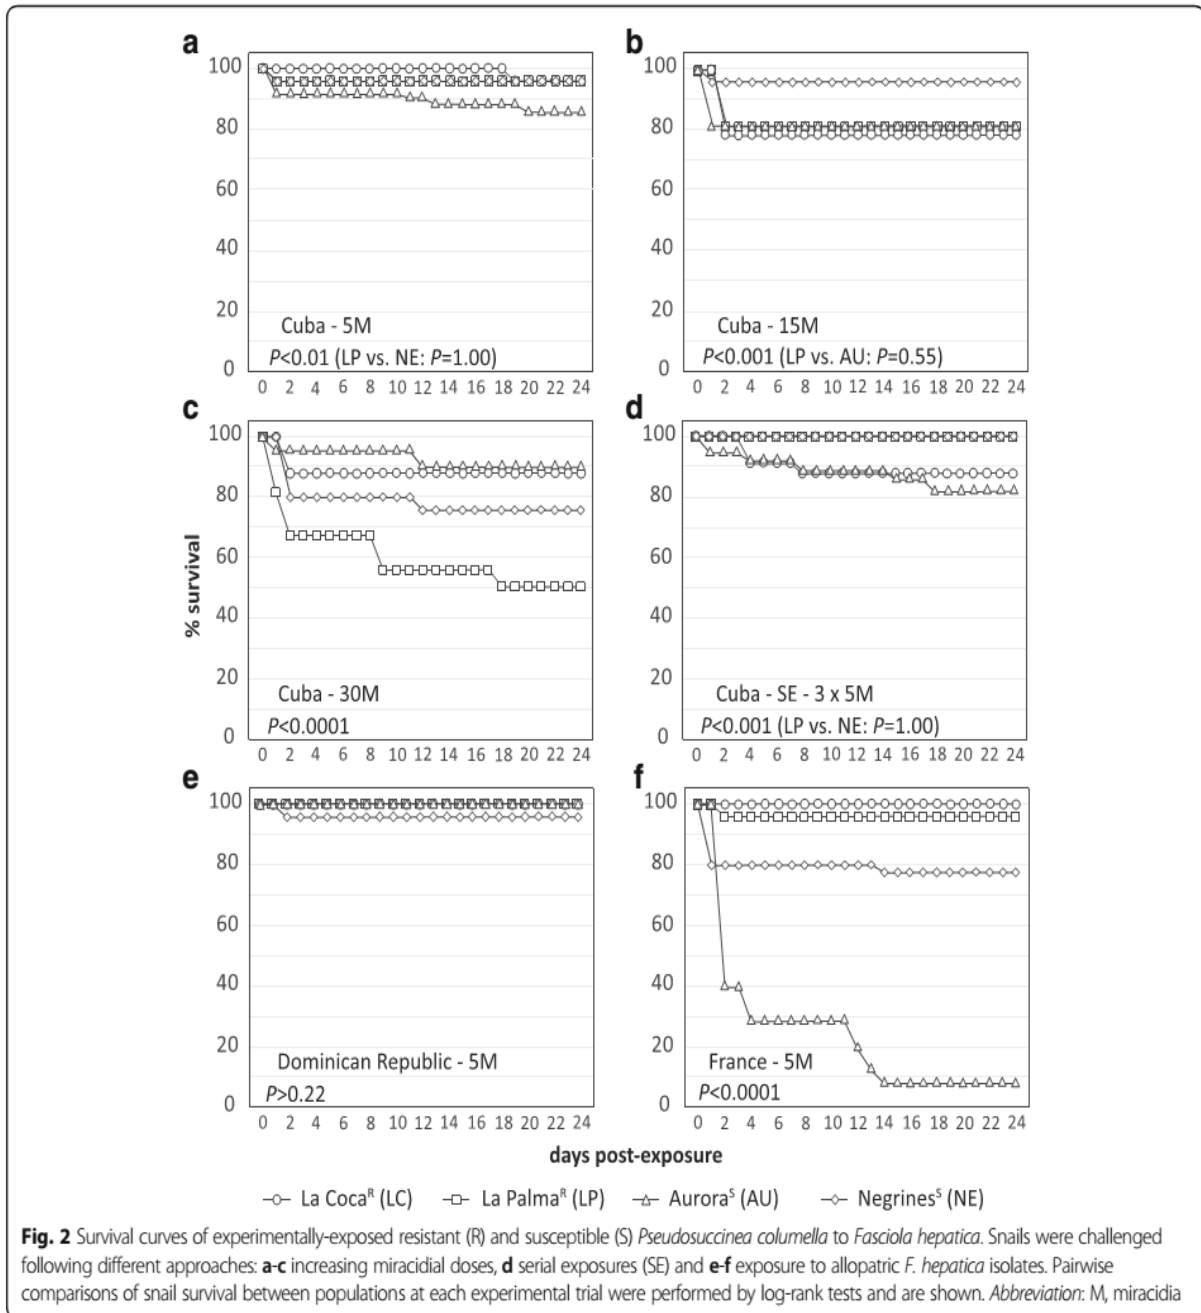 a
100
80
60
40
20
0
Cuba - 5M
P<0.01 (LP vs. NE: P=1.00)
0 2 4 6 8 10 12 14 16 18 20 22 24
b
100
80
60
40
20
0
Cuba - 15M
P<0.001 (LP vs. AU: P=0.55)
0 2 4 6 8 10 12 14 16 18 20 22 24
% survival
c
100
80
60
40
20
0
Cuba - 30M
P<0.0001
0 2 4 6 8 10 12 14 16 18 20 22 24
d
100
80
60
40
20
0
Cuba - SE - 3 x 5M
P<0.001 (LP vs. NE: P=1.00)
0 2 4 6 8 10 12 14 16 18 20 22 24
e
100
80
60
40
20
0
Dominican Republic - 5M
P>0.22
0 2 4 6 8 10 12 14 16 18 20 22 24
f
100
80
60
40
20
0
France - 5M
P<0.0001
0 2 4 6 8 10 12 14 16 18 20 22 24
days post-exposure
La Cocaᴿ (LC) La Palmaᴿ (LP) Auroraˢ (AU) Negrinesˢ (NE)
Fig. 2 Survival curves of experimentally-exposed resistant (R) and susceptible (S) Pseudosuccinea columella to Fasciola hepatica. Snails were challenged
following different approaches: a-c increasing miracidial doses, d serial exposures (SE) and e-f exposure to allopatric F. hepatica isolates. Pairwise
comparisons of snail survival between populations at each experimental trial were performed by log-rank tests and are shown. Abbreviation: M, miracidia